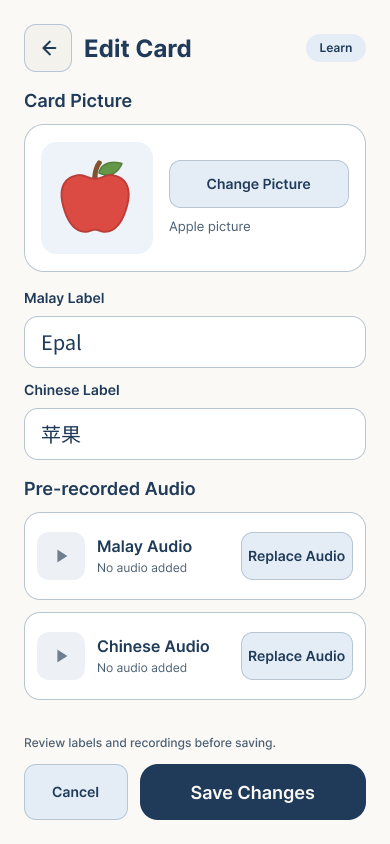 Edit Card
Learn
Card Picture
Change Picture
Apple picture
Malay Label
Epal
Chinese Label
苹果
Pre-recorded Audio
Malay Audio
No audio added
Replace Audio
Chinese Audio
No audio added
Replace Audio
Review labels and recordings before saving.
Cancel
Save Changes